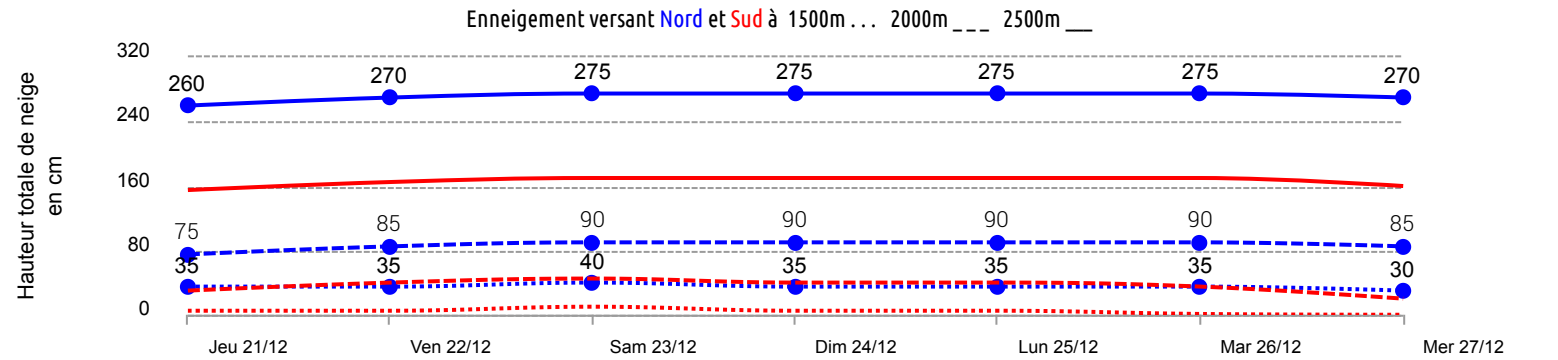 Enneigement versant Nord et Sud à 1500m . . . 2000m _ _ _ 2500m __
Hauteur totale de neige
en cm
320
240
160
80
0
260 270 275 275 275 275 270
75 85 90 90 90 90 85
35 35 40 35 35 35 30
Jeu 21/12 Ven 22/12 Sam 23/12 Dim 24/12 Lun 25/12 Mar 26/12 Mer 27/12